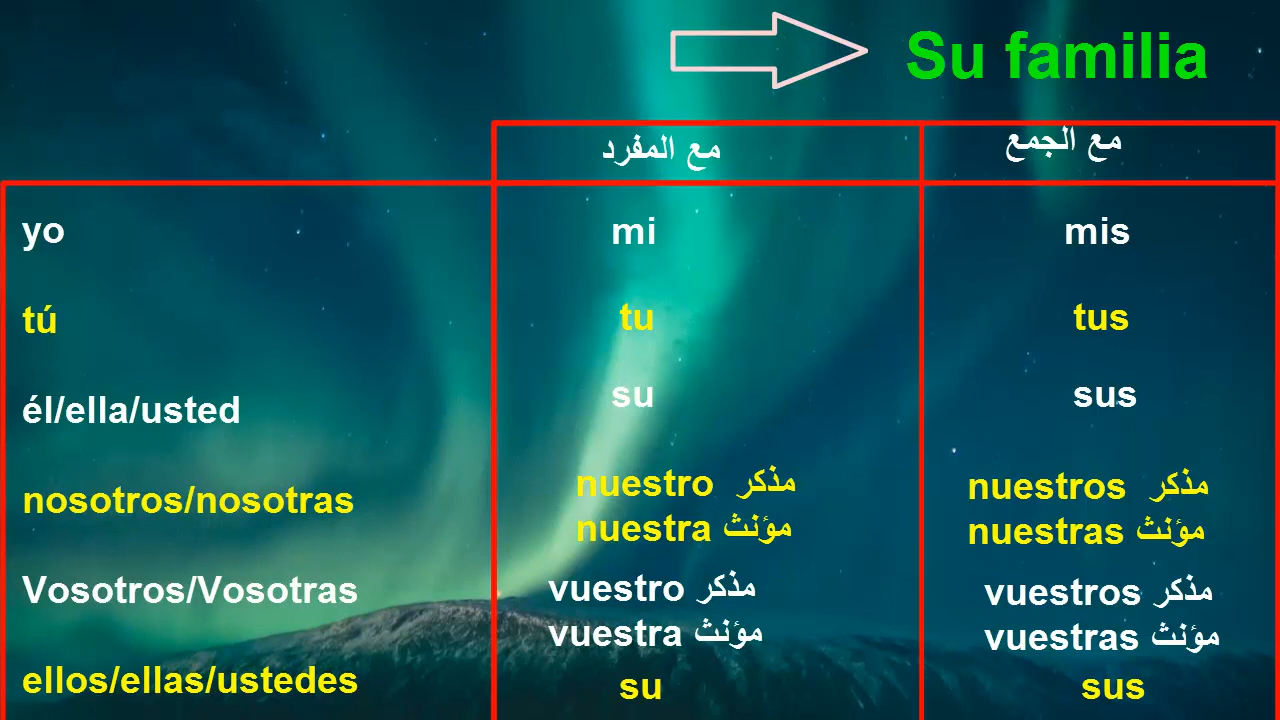 Su familia
مع المفرد مع الجمع
yo mi mis
tú tu tus
él/ella/usted su sus
nosotros/nosotras nuestro مذكر nuestros مذكر
nuestra مؤنث nuestras مؤنث
Vosotros/Vosotras vuestro مذكر vuestros مذكر
vuestra مؤنث vuestras مؤنث
ellos/ellas/ustedes su sus